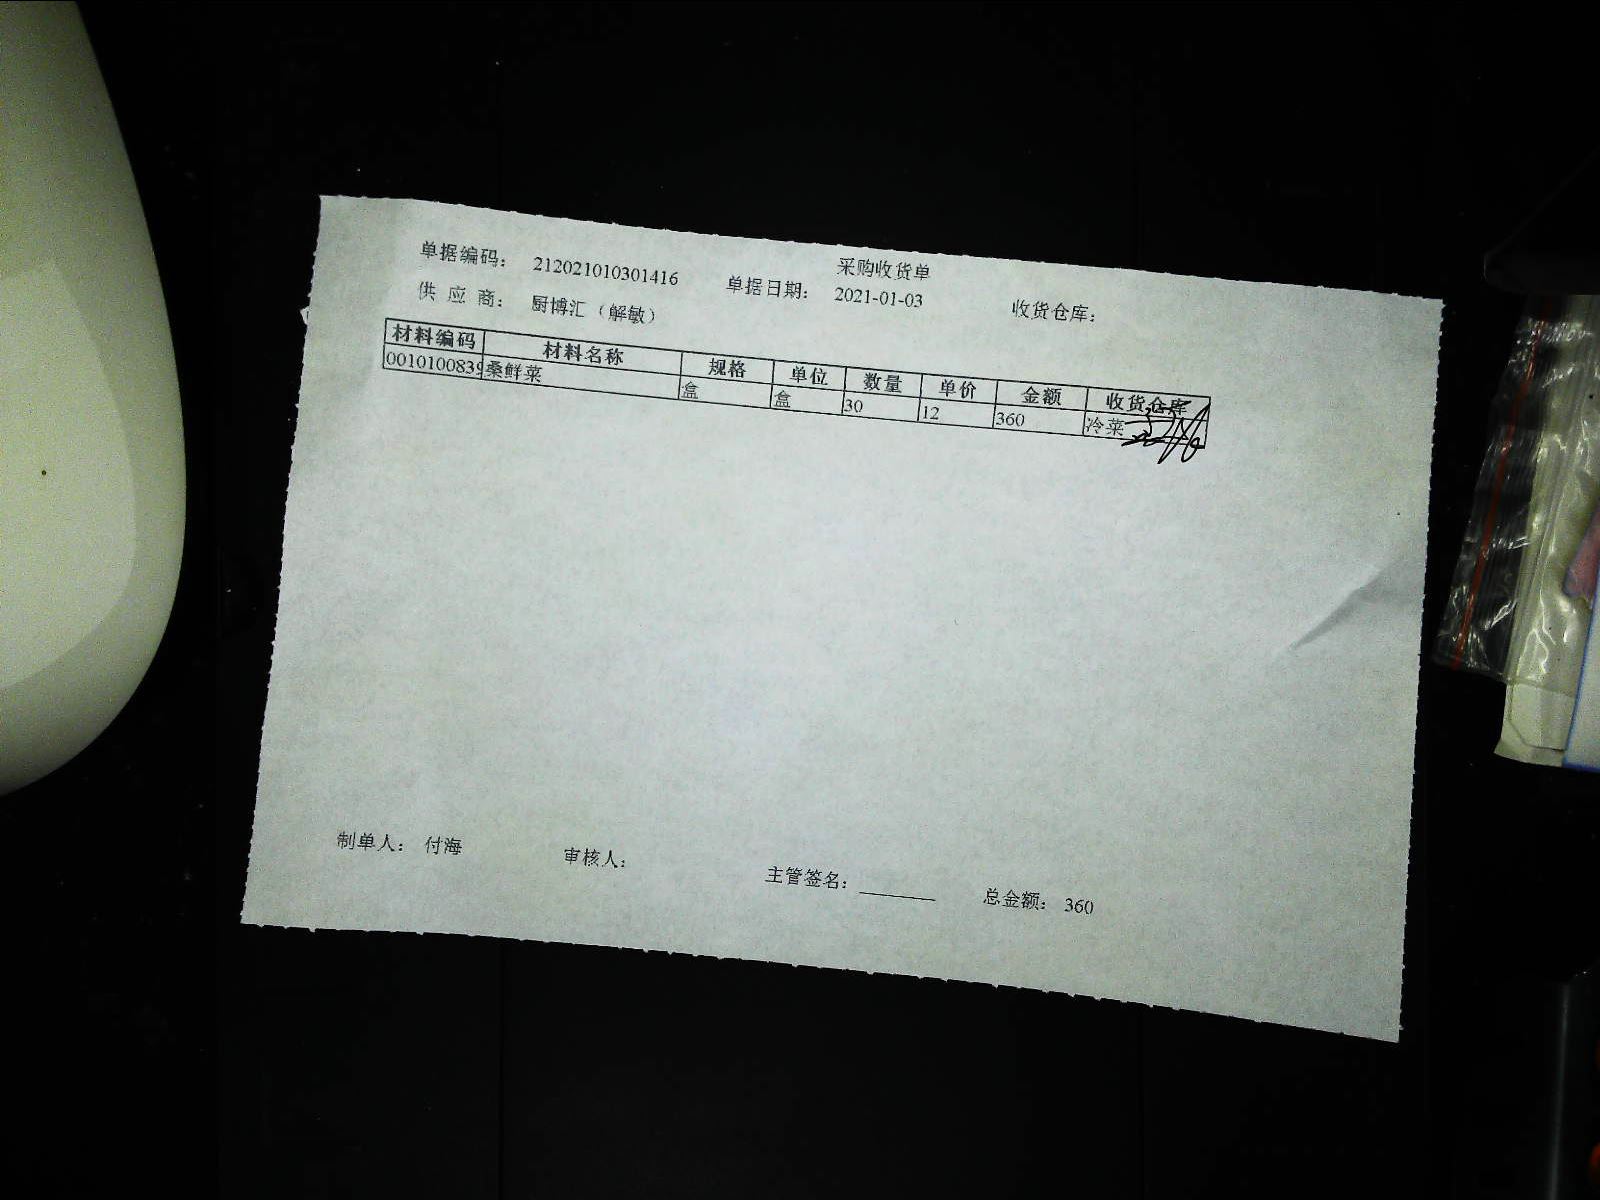 采购收货单
单据编码: 212021010301416 单据日期: 2021-01-03 收货仓库:
供 应 商: 厨博汇（解敏）
材料编码 材料名称 规格 单位 数量 单价 金额 收货仓库
0010100839 桑鲜菜 盒 盒 30 12 360 冷菜
制单人: 付海 审核人: 主管签名: 总金额: 360